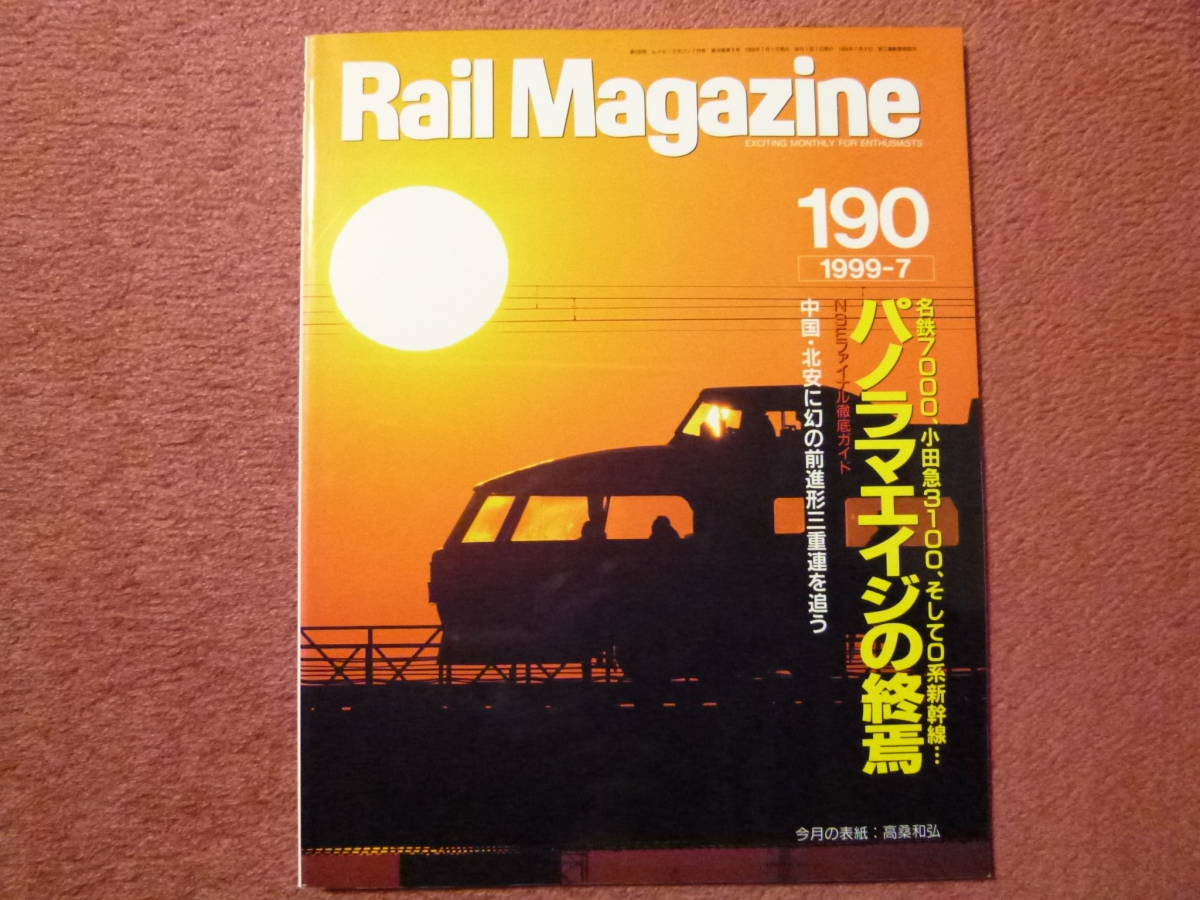 Rail Magazine
EXCITING MONTHLY FOR ENTHUSIASTS
190
1999-7
名鉄7000、小田急3100、そして0系新幹線…
パノラマエイジの終焉
NSEファイナル徹底ガイド
中国・北安に幻の前進形三重連を追う
今月の表紙：高桑和弘